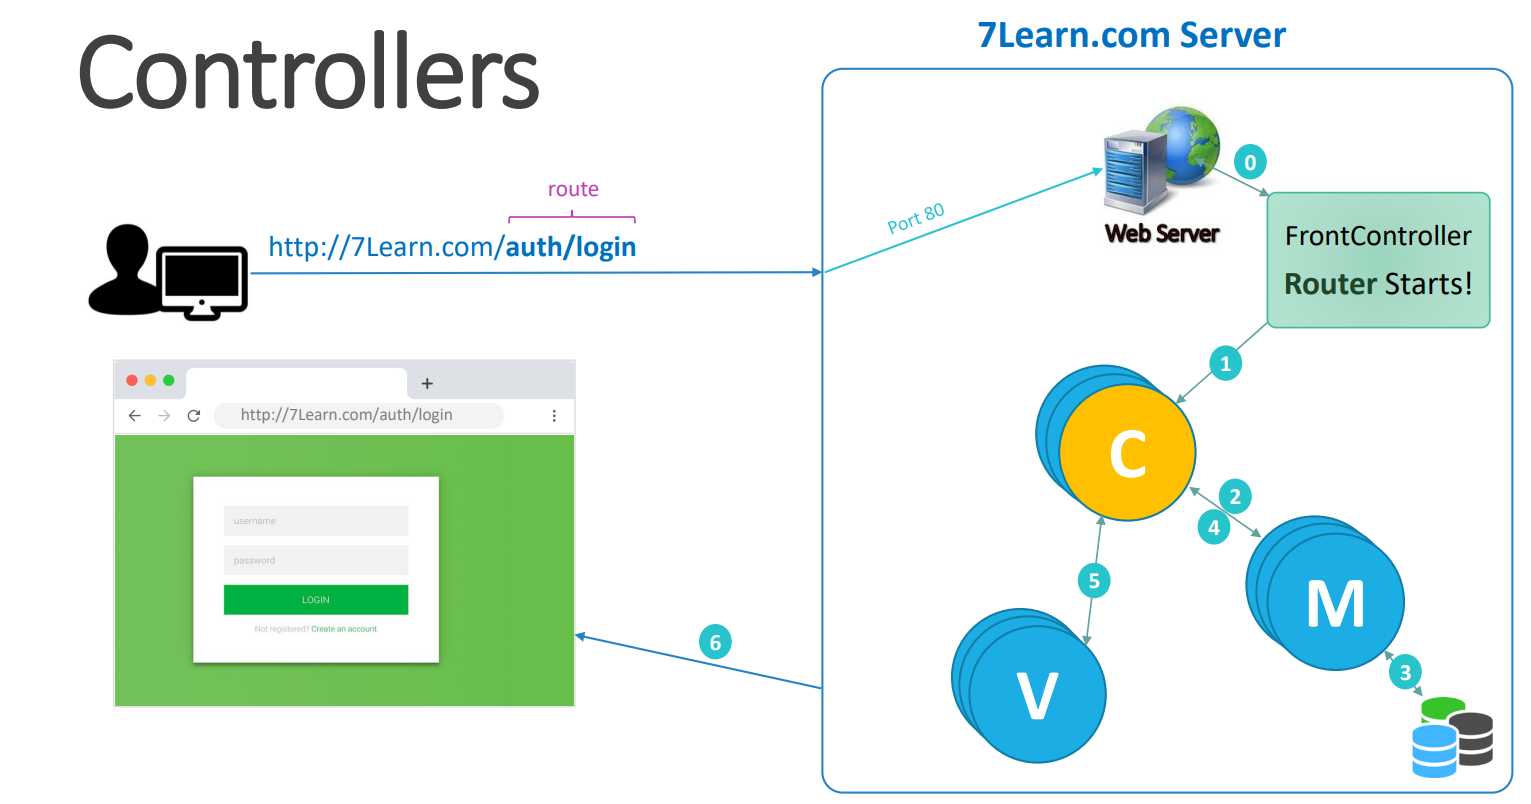 Controllers
7Learn.com Server
route
http://7Learn.com/auth/login
Port 80
Web Server
0
FrontController
Router Starts!
1
C
2
4
M
3
5
V
6
+
http://7Learn.com/auth/login
username
password
LOGIN
Not registered? Create an account